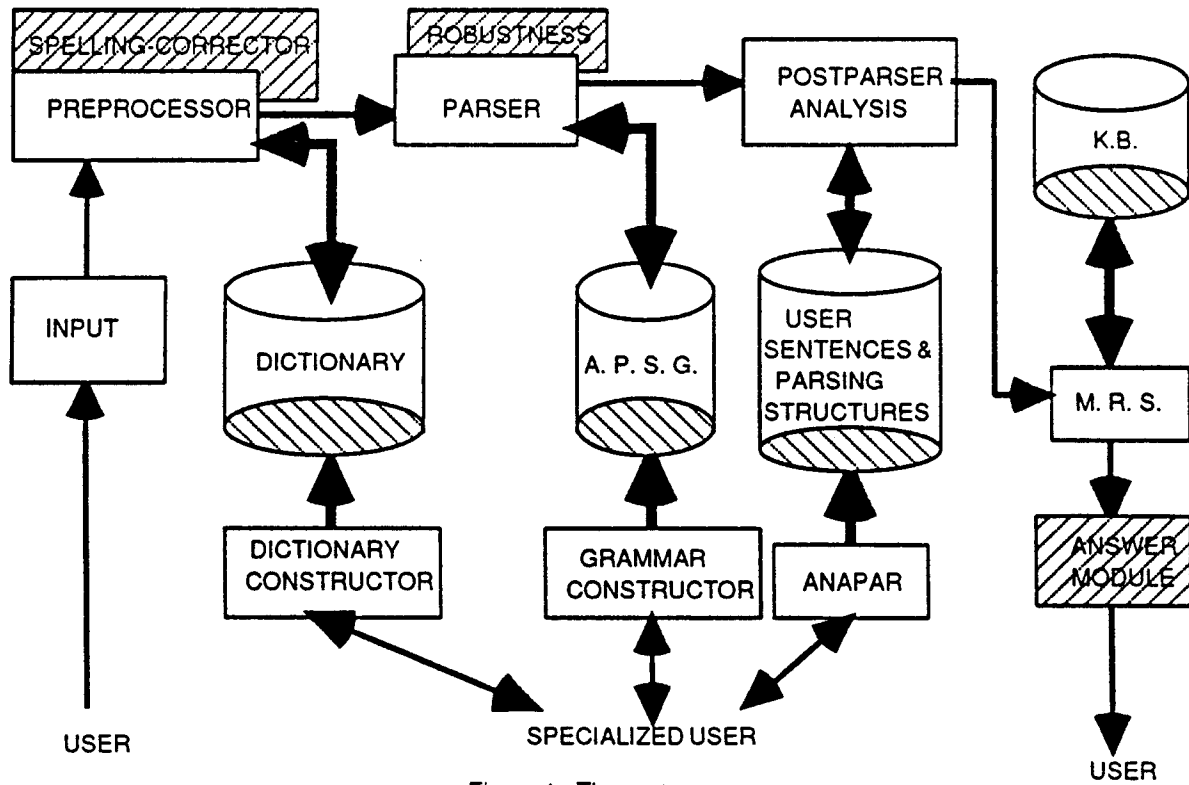 SPELLING-CORRECTOR
PREPROCESSOR
ROBUSTNESS
PARSER
POSTPARSER
ANALYSIS
K.B.
INPUT
DICTIONARY
A. P. S. G.
USER
SENTENCES &
PARSING
STRUCTURES
M. R. S.
DICTIONARY
CONSTRUCTOR
GRAMMAR
CONSTRUCTOR
ANAPAR
ANSWER
MODULE
USER
SPECIALIZED USER
USER